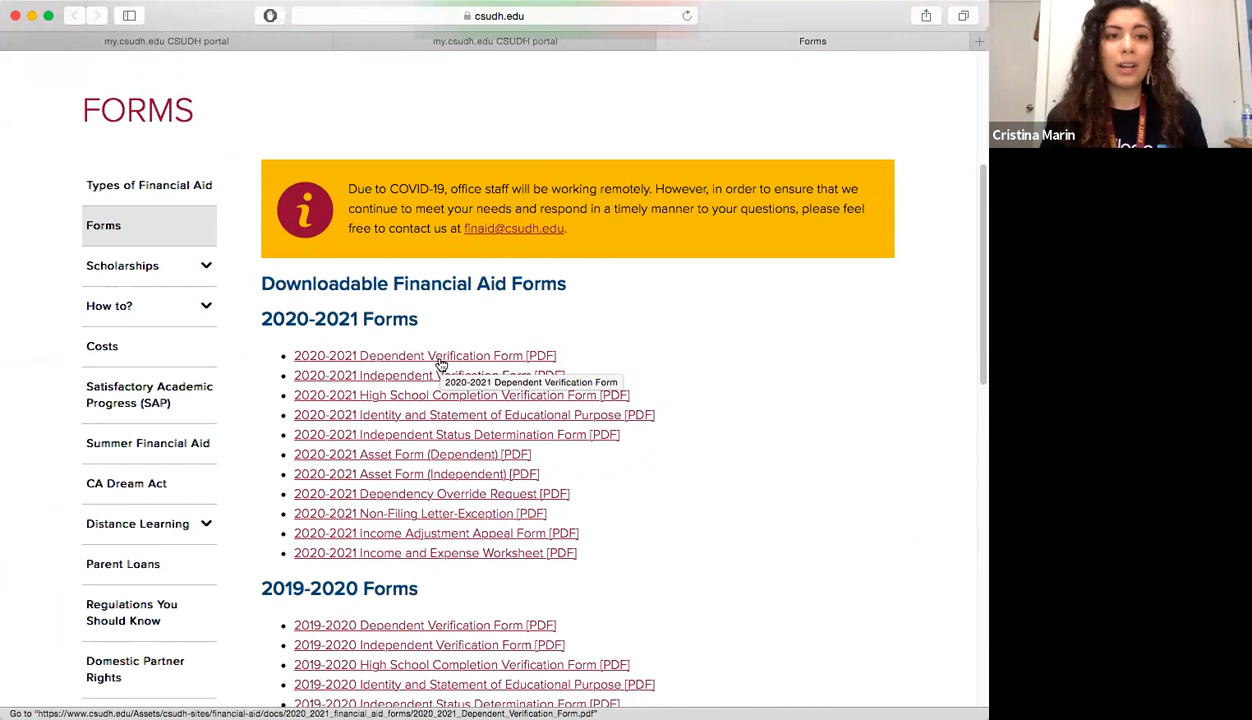 csudh.edu
my.csudh.edu CSUDH portal
my.csudh.edu CSUDH portal
Forms
Cristina Marin
FORMS
Types of Financial Aid
Forms
Scholarships
How to?
Costs
Satisfactory Academic
Progress (SAP)
Summer Financial Aid
CA Dream Act
Distance Learning
Parent Loans
Regulations You
Should Know
Domestic Partner
Rights
Due to COVID-19, office staff will be working remotely. However, in order to ensure that we
continue to meet your needs and respond in a timely manner to your questions, please feel
free to contact us at finaid@csudh.edu.
Downloadable Financial Aid Forms
2020-2021 Forms
2020-2021 Dependent Verification Form [PDF]
2020-2021 Independent Verification Form [PDF]
2020-2021 Dependent Verification Form
2020-2021 High School Completion Verification Form [PDF]
2020-2021 Identity and Statement of Educational Purpose [PDF]
2020-2021 Independent Status Determination Form [PDF]
2020-2021 Asset Form (Dependent) [PDF]
2020-2021 Asset Form (Independent) [PDF]
2020-2021 Dependency Override Request [PDF]
2020-2021 Non-Filing Letter-Exception [PDF]
2020-2021 Income Adjustment Appeal Form [PDF]
2020-2021 Income and Expense Worksheet [PDF]
2019-2020 Forms
2019-2020 Dependent Verification Form [PDF]
2019-2020 Independent Verification Form [PDF]
2019-2020 High School Completion Verification Form [PDF]
2019-2020 Identity and Statement of Educational Purpose [PDF]
2019-2020 Independent Status Determination Form [PDF]
Go to "https://www.csudh.edu/Assets/csudh-sites/financial-aid/docs/2020_2021_financial_aid_forms/2020_2021_Dependent_Verification_Form.pdf"